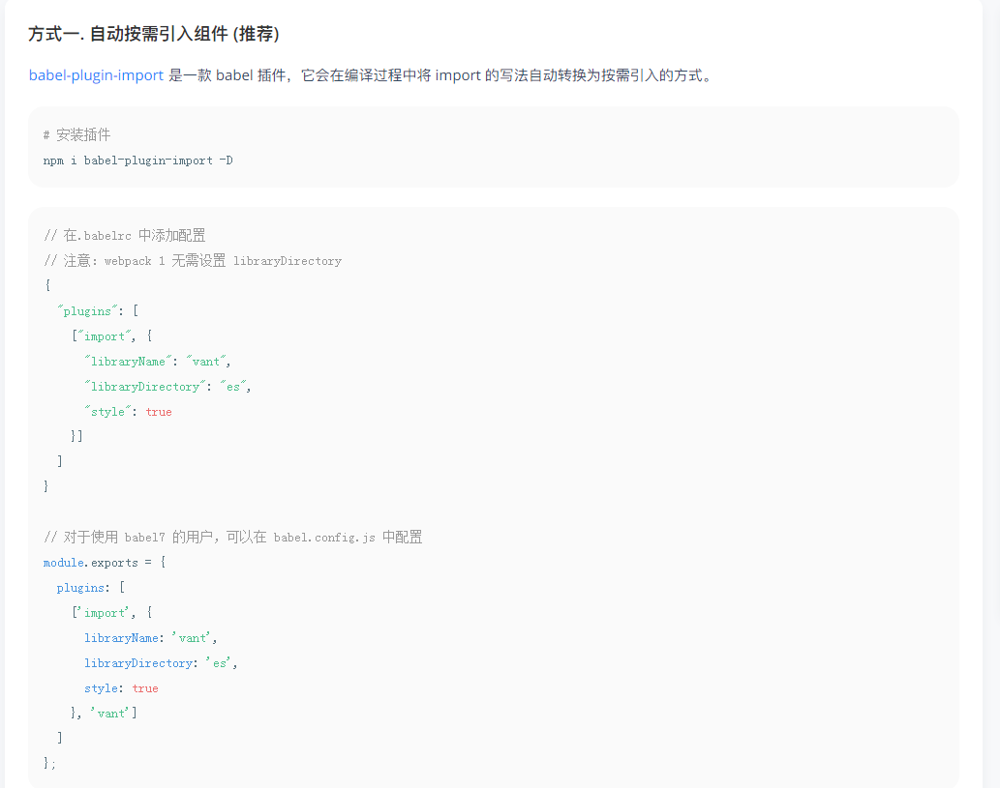 方式一. 自动按需引入组件 (推荐)
babel-plugin-import 是一款 babel 插件，它会在编译过程中将 import 的写法自动转换为按需引入的方式。
# 安装插件
npm i babel-plugin-import -D
// 在.babelrc 中添加配置
// 注意：webpack 1 无需设置 libraryDirectory
{
  "plugins": [
    ["import", {
      "libraryName": "vant",
      "libraryDirectory": "es",
      "style": true
    }]
  ]
}
// 对于使用 babel7 的用户，可以在 babel.config.js 中配置
module.exports = {
  plugins: [
    ['import', {
      libraryName: 'vant',
      libraryDirectory: 'es',
      style: true
    }, 'vant']
  ]
};